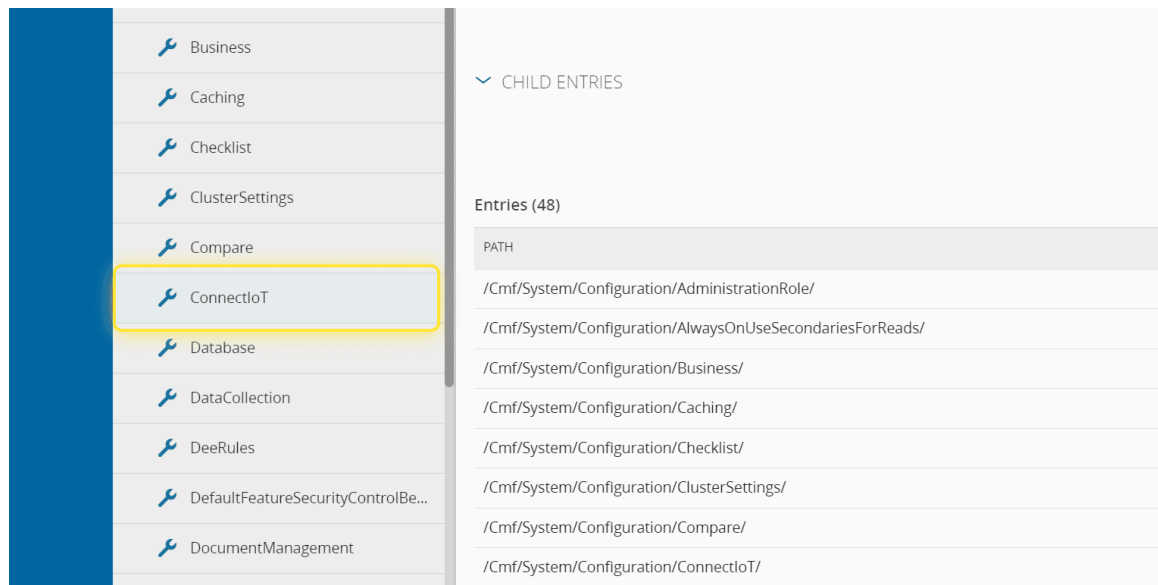 Business
Caching
Checklist
ClusterSettings
Compare
ConnectIoT
Database
DataCollection
DeeRules
DefaultFeatureSecurityControlBe...
DocumentManagement
CHILD ENTRIES
Entries (48)
PATH
/Cmf/System/Configuration/AdministrationRole/
/Cmf/System/Configuration/AlwaysOnUseSecondariesForReads/
/Cmf/System/Configuration/Business/
/Cmf/System/Configuration/Caching/
/Cmf/System/Configuration/Checklist/
/Cmf/System/Configuration/ClusterSettings/
/Cmf/System/Configuration/Compare/
/Cmf/System/Configuration/ConnectIoT/